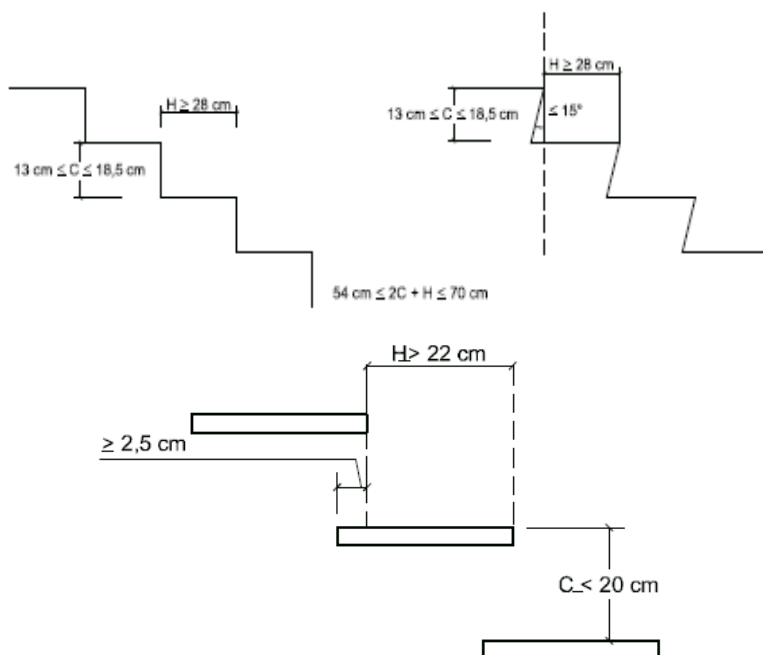 H ≥ 28 cm
13 cm ≤ C ≤ 18,5 cm
54 cm ≤ 2C + H ≤ 70 cm
H ≥ 28 cm
13 cm ≤ C ≤ 18,5 cm
≤ 15°
H ≥ 22 cm
≥ 2,5 cm
C ≤ 20 cm